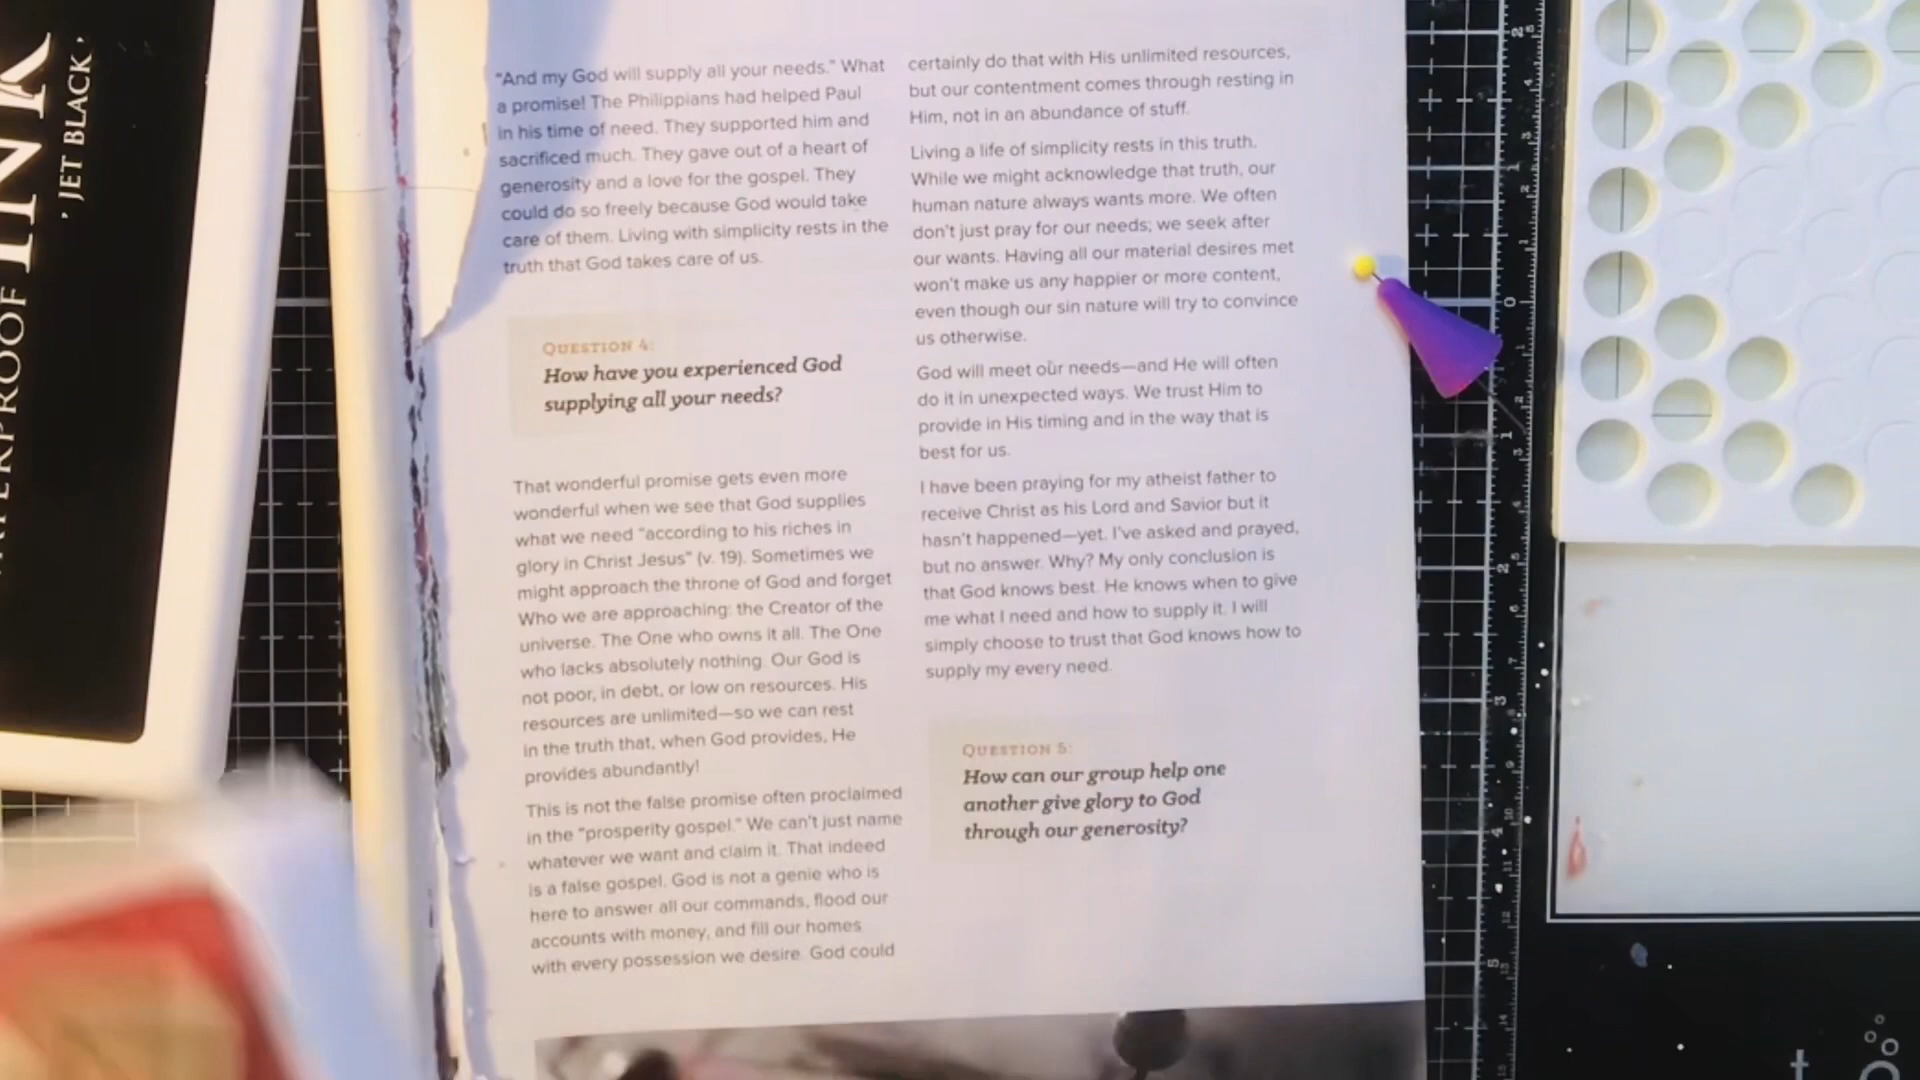 WATERPROOF INK
JET BLACK
"And my God will supply all your needs." What
a promise! The Philippians had helped Paul
in his time of need. They supported him and
sacrificed much. They gave out of a heart of
generosity and a love for the gospel. They
could do so freely because God would take
care of them. Living with simplicity rests in the
truth that God takes care of us.
QUESTION 4:
How have you experienced God
supplying all your needs?
That wonderful promise gets even more
wonderful when we see that God supplies
what we need "according to his riches in
glory in Christ Jesus" (v. 19). Sometimes we
might approach the throne of God and forget
Who we are approaching: the Creator of the
universe. The One who owns it all. The One
who lacks absolutely nothing. Our God is
not poor, in debt, or low on resources. His
resources are unlimited—so we can rest
in the truth that, when God provides, He
provides abundantly!
This is not the false promise often proclaimed
in the "prosperity gospel." We can't just name
whatever we want and claim it. That indeed
is a false gospel. God is not a genie who is
here to answer all our commands, flood our
accounts with money, and fill our homes
with every possession we desire. God could
certainly do that with His unlimited resources,
but our contentment comes through resting in
Him, not in an abundance of stuff.
Living a life of simplicity rests in this truth.
While we might acknowledge that truth, our
human nature always wants more. We often
don't just pray for our needs; we seek after
our wants. Having all our material desires met
won't make us any happier or more content,
even though our sin nature will try to convince
us otherwise.
God will meet our needs—and He will often
do it in unexpected ways. We trust Him to
provide in His timing and in the way that is
best for us.
I have been praying for my atheist father to
receive Christ as his Lord and Savior but it
hasn't happened—yet. I've asked and prayed,
but no answer. Why? My only conclusion is
that God knows best. He knows when to give
me what I need and how to supply it. I will
simply choose to trust that God knows how to
supply my every need.
QUESTION 5:
How can our group help one
another give glory to God
through our generosity?